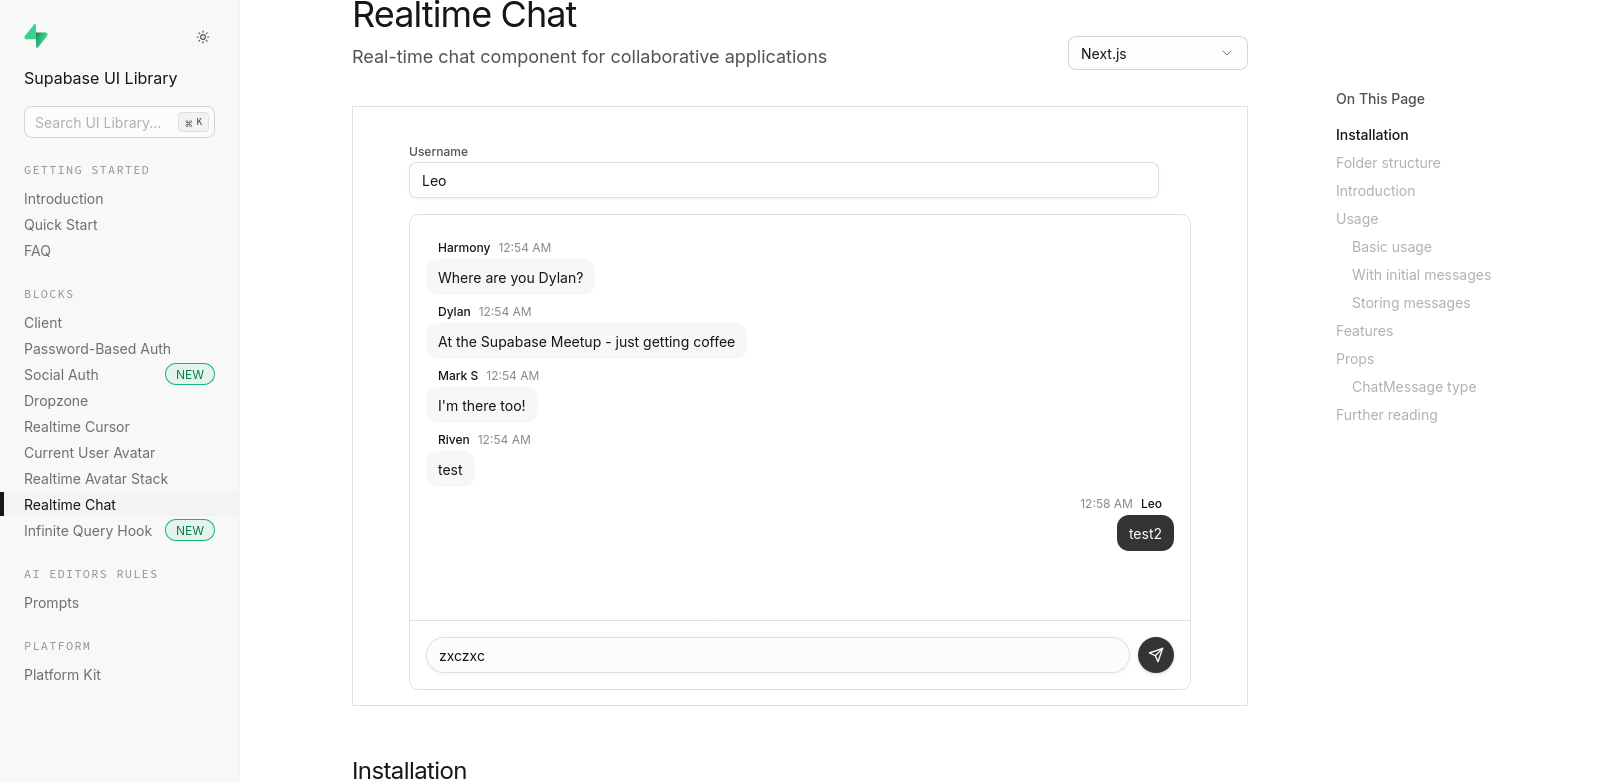 Supabase UI Library
Search UI Library...
⌘ K
GETTING STARTED
Introduction
Quick Start
FAQ
BLOCKS
Client
Password-Based Auth
Social Auth
NEW
Dropzone
Realtime Cursor
Current User Avatar
Realtime Avatar Stack
Realtime Chat
Infinite Query Hook
NEW
AI EDITORS RULES
Prompts
PLATFORM
Platform Kit
Realtime Chat
Real-time chat component for collaborative applications
Next.js
Username
Leo
Harmony 12:54 AM
Where are you Dylan?
Dylan 12:54 AM
At the Supabase Meetup - just getting coffee
Mark S 12:54 AM
I'm there too!
Riven 12:54 AM
test
12:58 AM Leo
test2
zxczxc
Installation
On This Page
Installation
Folder structure
Introduction
Usage
Basic usage
With initial messages
Storing messages
Features
Props
ChatMessage type
Further reading